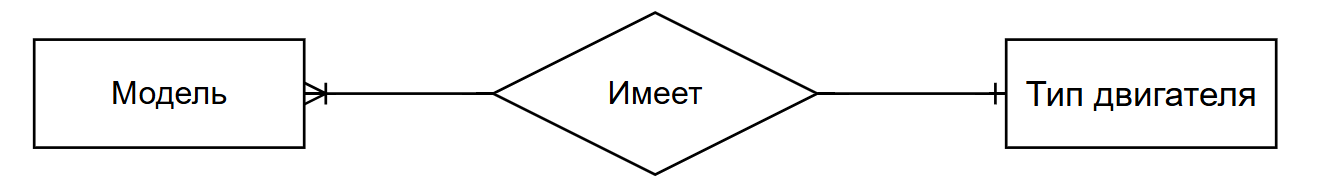 Модель
Имеет
Тип двигателя